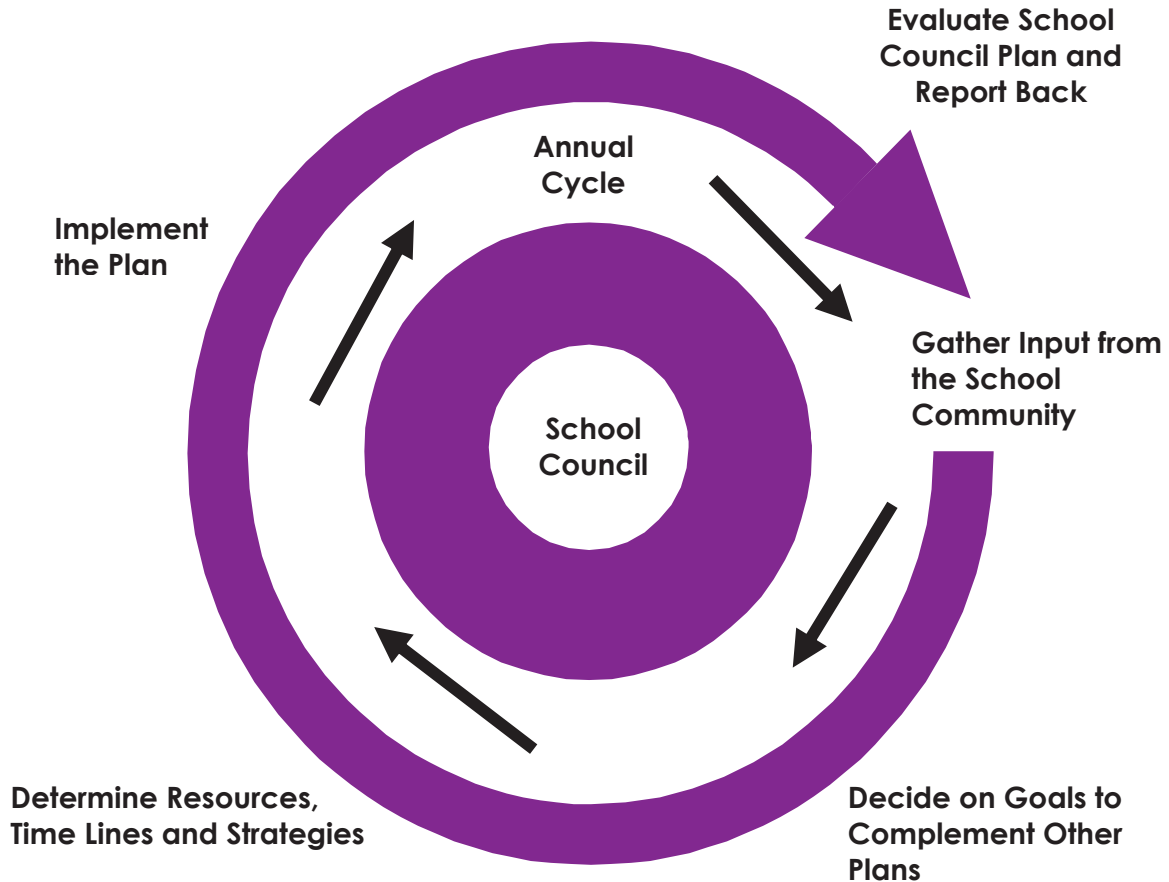 Evaluate School
Council Plan and
Report Back
Annual
Cycle
Implement
the Plan
Gather Input from
the School
Community
School
Council
Determine Resources,
Time Lines and Strategies
Decide on Goals to
Complement Other
Plans